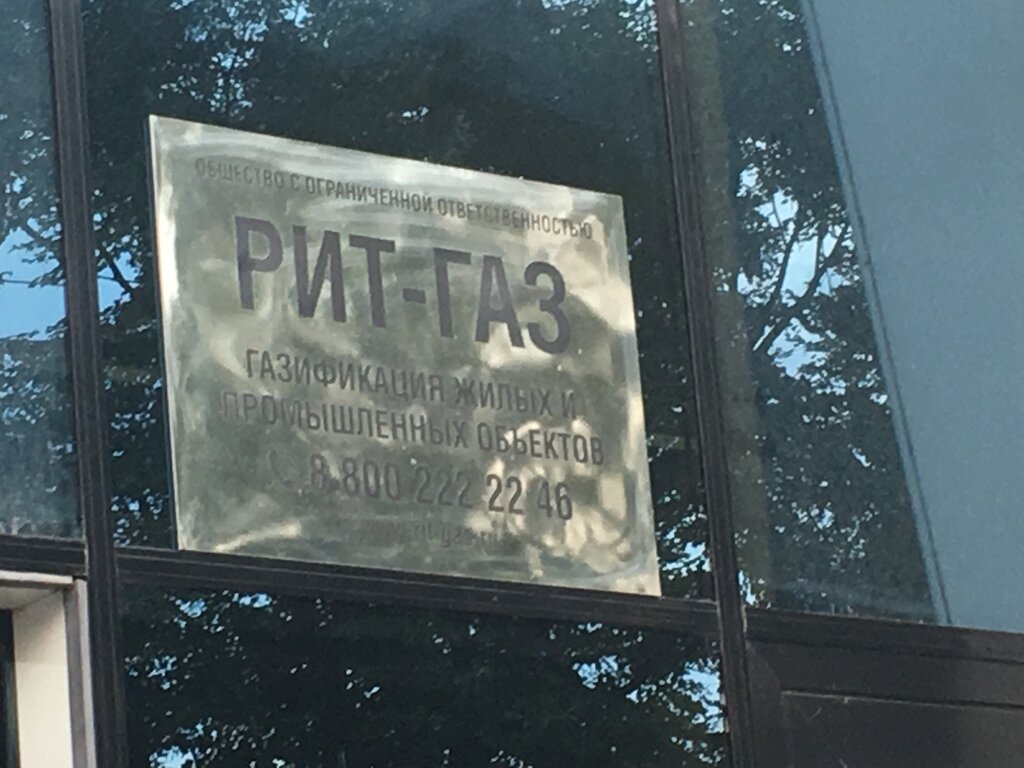 ОБЩЕСТВО С ОГРАНИЧЕННОЙ ОТВЕТСТВЕННОСТЬЮ
РИТ-ГАЗ
ГАЗИФИКАЦИЯ ЖИЛЫХ И
ПРОМЫШЛЕННЫХ ОБЪЕКТОВ
8 800 222 22 46